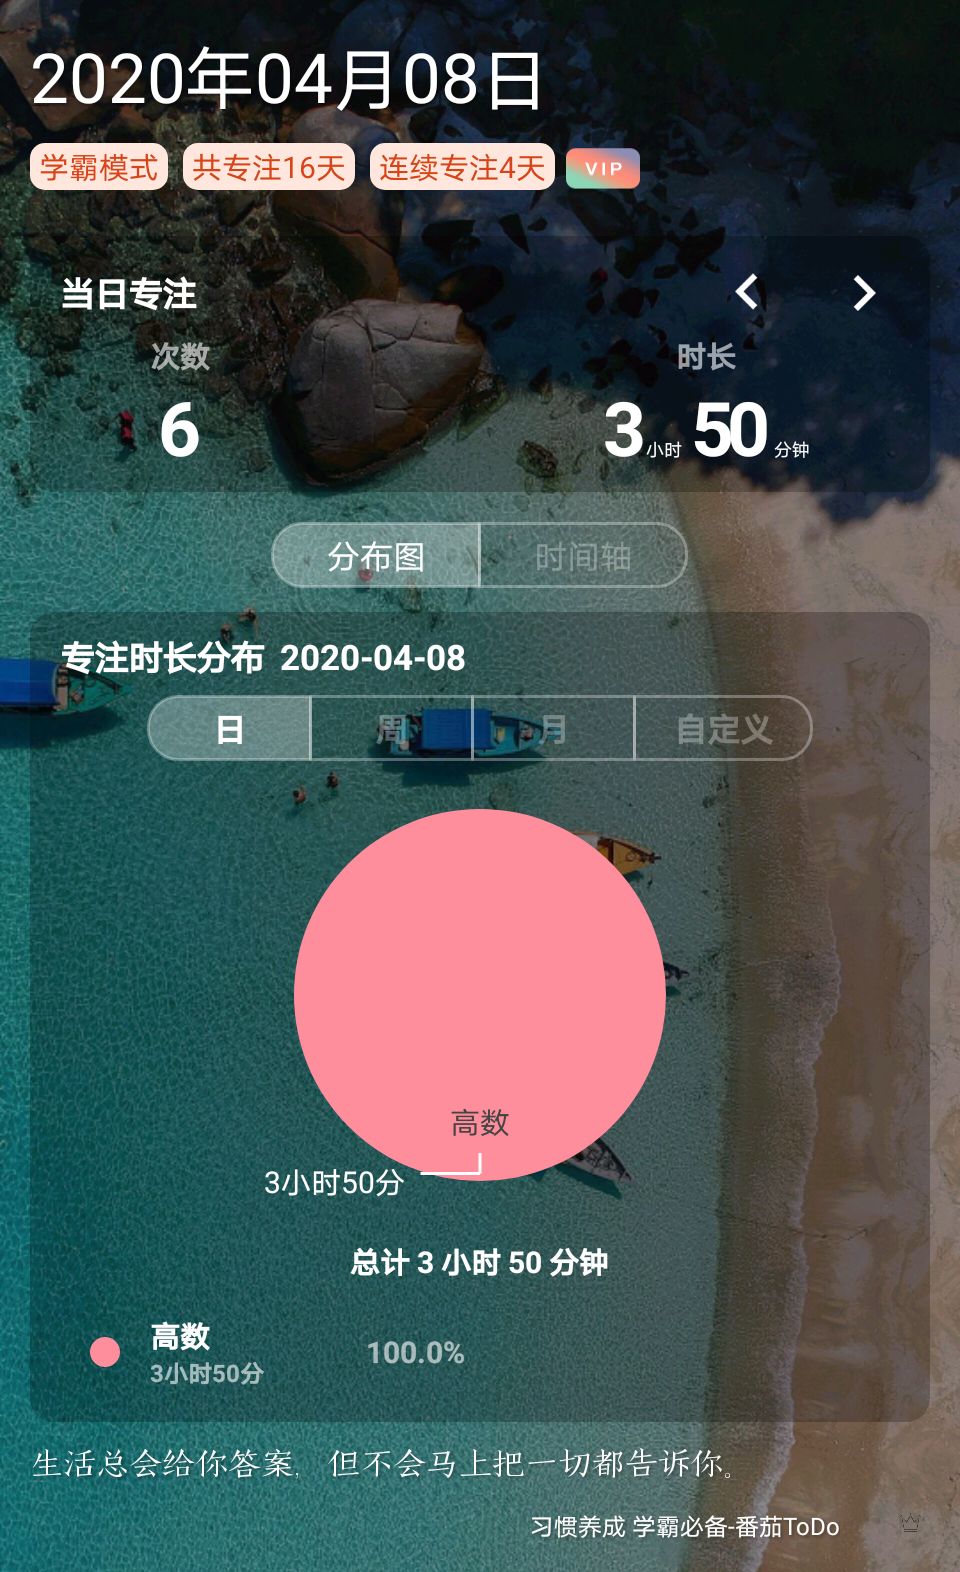 2020年04月08日
学霸模式 共专注16天 连续专注4天 VIP
当日专注
次数 时长
6 3小时50分钟
分布图 时间轴
专注时长分布 2020-04-08
日 周 月 自定义
高数
3小时50分
总计 3 小时 50 分钟
高数
3小时50分 100.0%
生活总会给你答案，但不会马上把一切都告诉你。
习惯养成 学霸必备-番茄ToDo